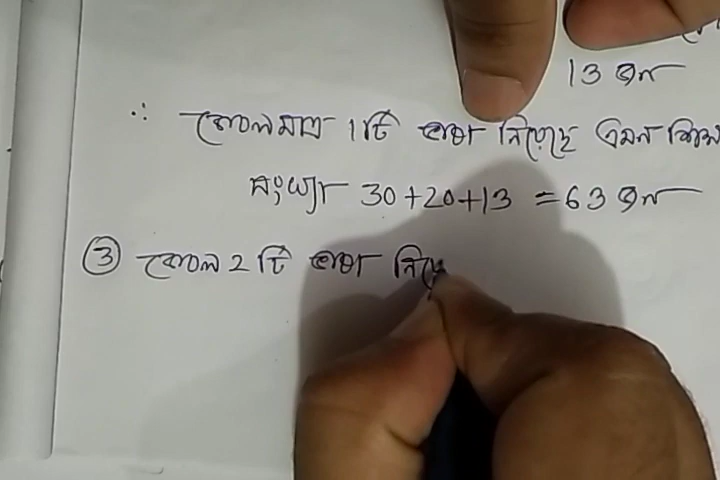 13 জন
∴ কেবলমাত্র 1টি ভাষা নিয়েছে এমন
সংখ্যা 30+20+13 = 63 জন
③ কেবল 2 টি ভাষা